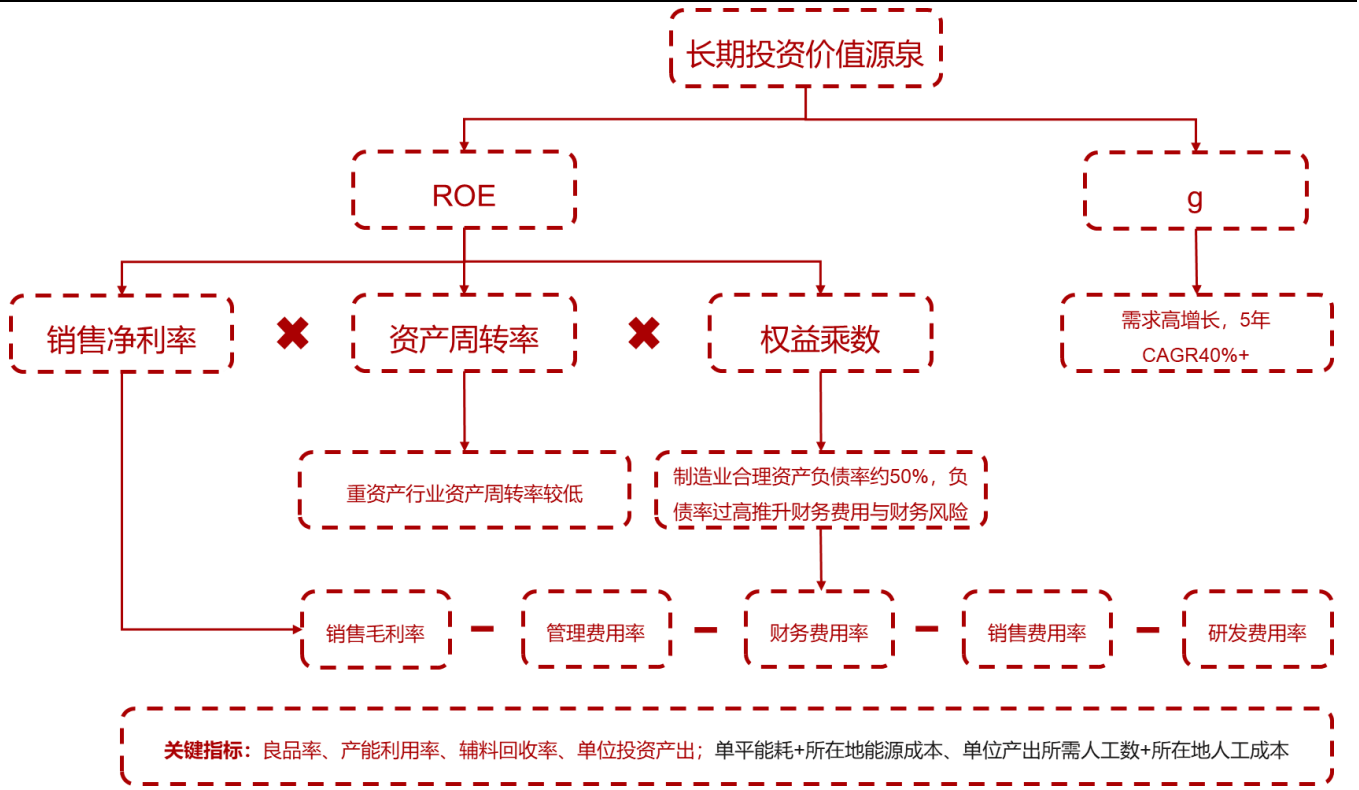 长期投资价值源泉
ROE
g
销售净利率
✖
资产周转率
✖
权益乘数
需求高增长，5年
CAGR40%+
重资产行业资产周转率较低
制造业合理资产负债率约50%，负
债率过高推升财务费用与财务风险
销售毛利率
－
管理费用率
－
财务费用率
－
销售费用率
－
研发费用率
关键指标：良品率、产能利用率、辅料回收率、单位投资产出；单平能耗+所在地能源成本、单位产出所需人工数+所在地人工成本